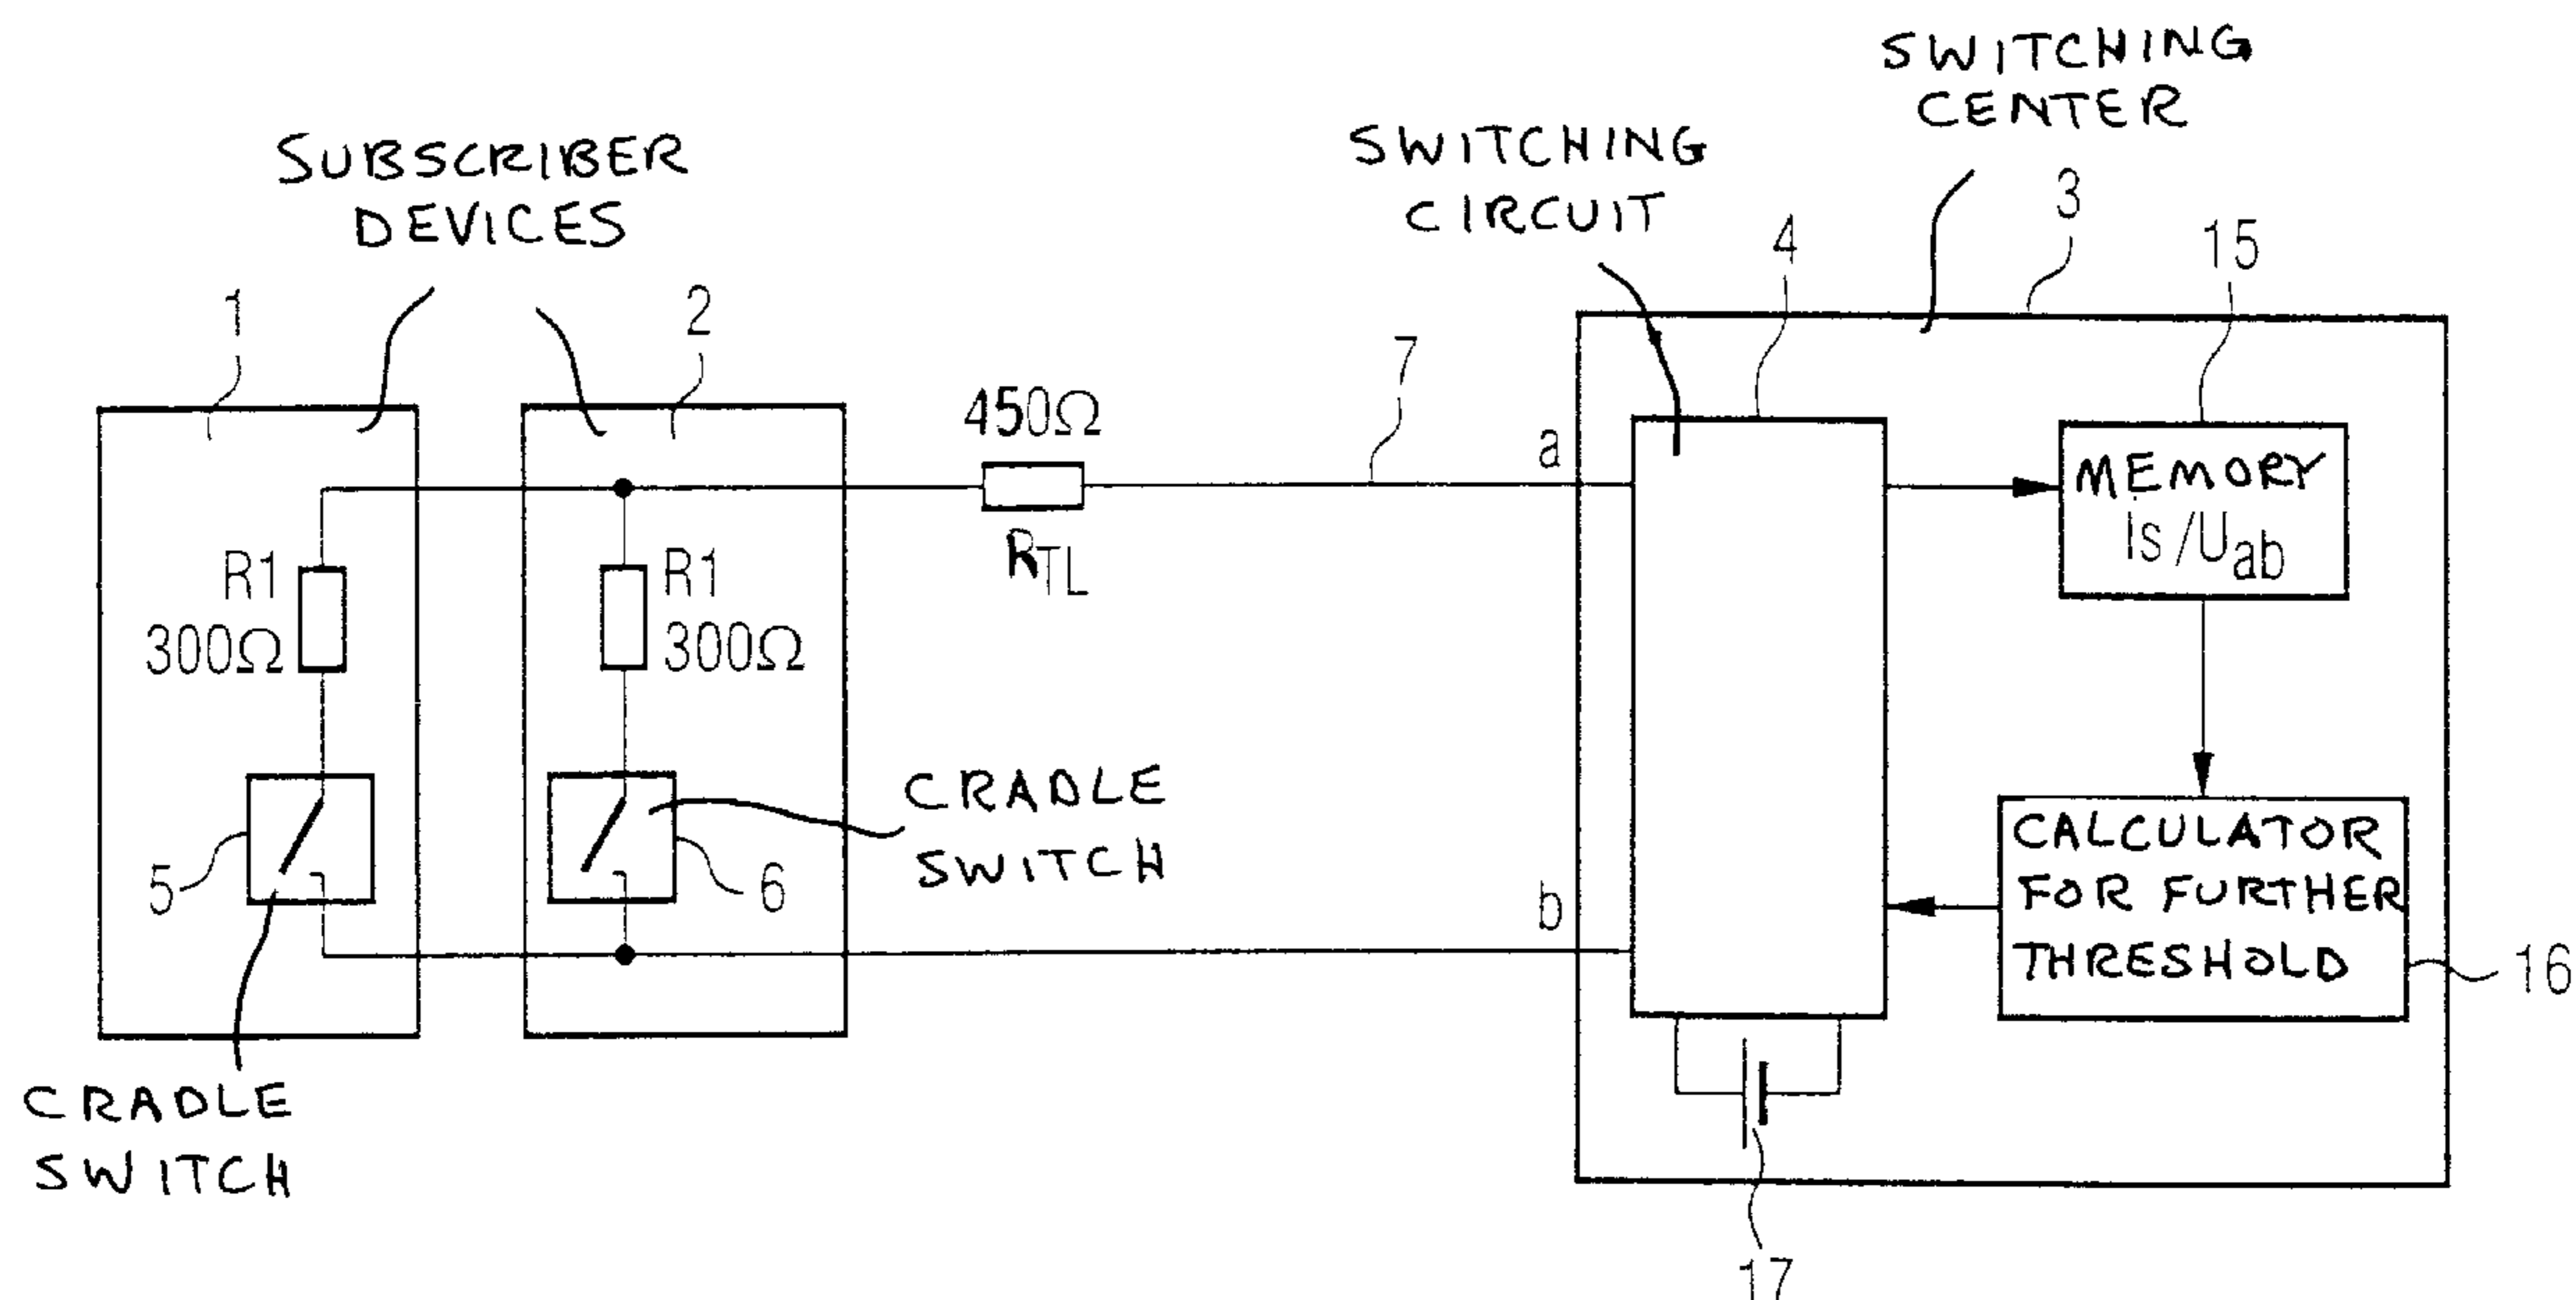 SWITCHING
CENTER
SUBSCRIBER
DEVICES
SWITCHING
CIRCUIT
1
2
3
4
15
7
450Ω
RTL
a
MEMORY
Is/Uab
R1
300Ω
R1
300Ω
5
6
CRADLE
SWITCH
b
CALCULATOR
FOR FURTHER
THRESHOLD
16
CRADLE
SWITCH
17